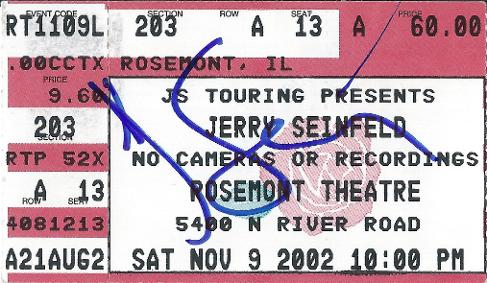 EVENT CODE SECTION ROW SEAT PRICE
RT1109L 203 A 13 A 60.00
.00CCTX ROSEMONT, IL
PRICE
9.60 JS TOURING PRESENTS
SECTION
203 JERRY SEINFELD
RTP 52X NO CAMERAS OR RECORDINGS
A 13 ROSEMONT THEATRE
ROW SEAT
4081213 5400 N RIVER ROAD
A21AUG2 SAT NOV 9 2002 10:00 PM